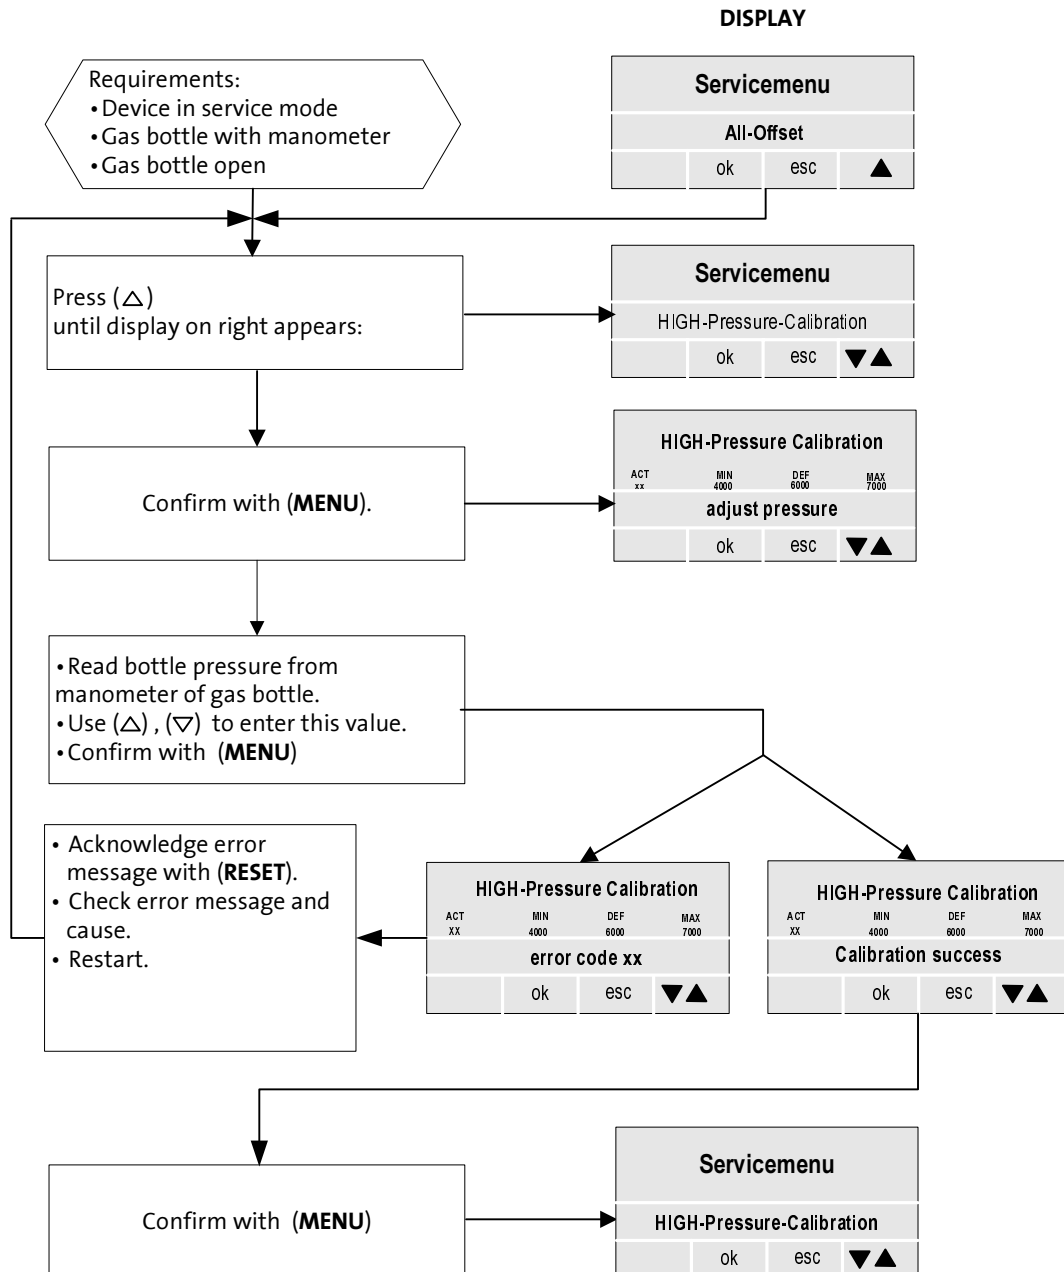 DISPLAY
Requirements:
• Device in service mode
• Gas bottle with manometer
• Gas bottle open
Servicemenu
All-Offset
ok esc ▲
Press (△)
until display on right appears:
Servicemenu
HIGH-Pressure-Calibration
ok esc ▼▲
Confirm with (MENU).
HIGH-Pressure Calibration
ACT MIN DEF MAX
xx 4000 6000 7000
adjust pressure
ok esc ▼▲
• Read bottle pressure from
manometer of gas bottle.
• Use (△) , (▽) to enter this value.
• Confirm with (MENU)
• Acknowledge error
message with (RESET).
• Check error message and
cause.
• Restart.
HIGH-Pressure Calibration
ACT MIN DEF MAX
XX 4000 6000 7000
error code xx
ok esc ▼▲
HIGH-Pressure Calibration
ACT MIN DEF MAX
XX 4000 6000 7000
Calibration success
ok esc ▼▲
Confirm with (MENU)
Servicemenu
HIGH-Pressure-Calibration
ok esc ▼▲